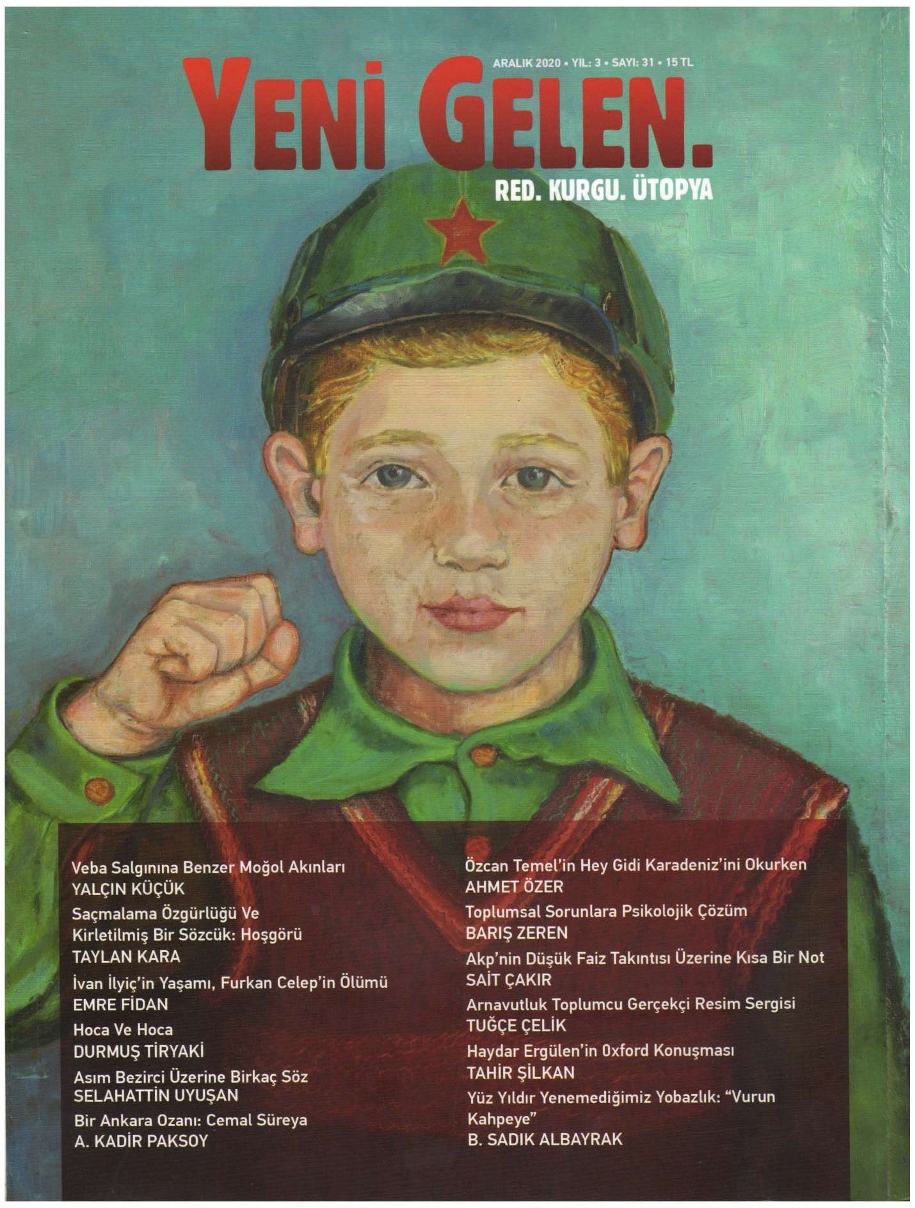 ARALIK 2020 • YIL: 3 • SAYI: 31 • 15 TL
YENİ GELEN.
RED. KURGU. ÜTOPYA
Veba Salgınına Benzer Moğol Akınları
YALÇIN KÜÇÜK
Saçmalama Özgürlüğü Ve
Kirletilmiş Bir Sözcük: Hoşgörü
TAYLAN KARA
İvan İlyiç'in Yaşamı, Furkan Celep'in Ölümü
EMRE FİDAN
Hoca Ve Hoca
DURMUŞ TİRYAKİ
Asım Bezirci Üzerine Birkaç Söz
SELAHATTİN UYUŞAN
Bir Ankara Ozanı: Cemal Süreya
A. KADİR PAKSOY
Özcan Temel'in Hey Gidi Karadeniz'ini Okurken
AHMET ÖZER
Toplumsal Sorunlara Psikolojik Çözüm
BARIŞ ZEREN
Akp'nin Düşük Faiz Takıntısı Üzerine Kısa Bir Not
SAİT ÇAKIR
Arnavutluk Toplumcu Gerçekçi Resim Sergisi
TUĞÇE ÇELİK
Haydar Ergülen'in Oxford Konuşması
TAHİR ŞİLKAN
Yüz Yıldır Yenemediğimiz Yobazlık: "Vurun
Kahpeye"
B. SADIK ALBAYRAK